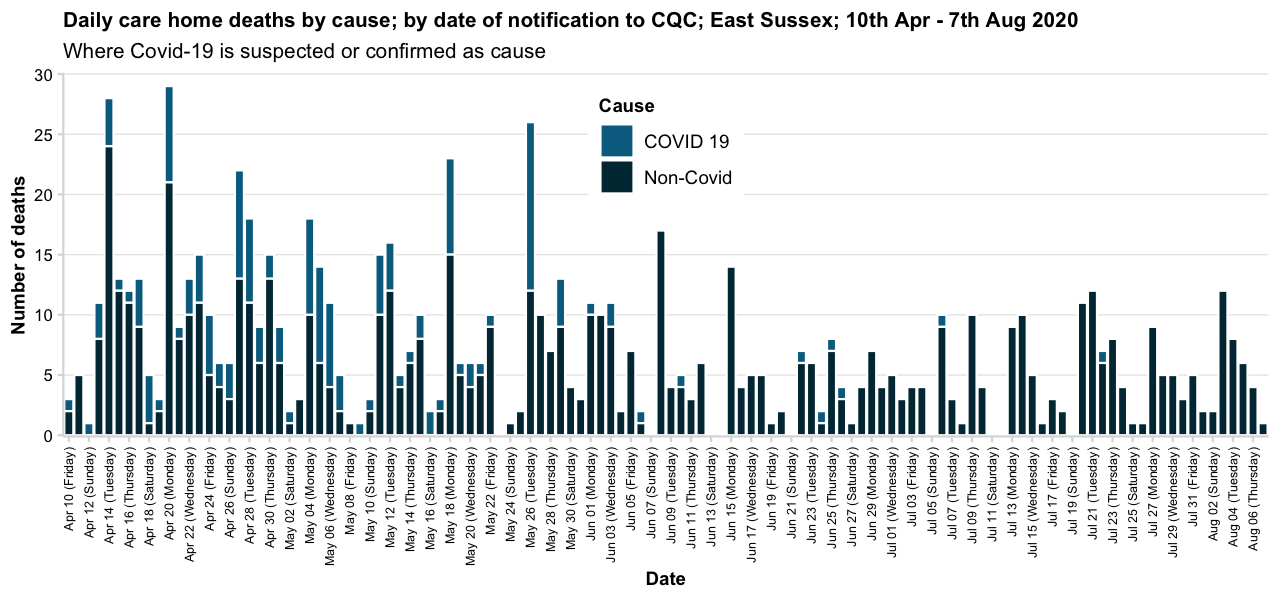 Daily care home deaths by cause; by date of notification to CQC; East Sussex; 10th Apr - 7th Aug 2020
Where Covid-19 is suspected or confirmed as cause
Number of deaths
30
25
20
15
10
5
0
Cause
COVID 19
Non-Covid
Apr 10 (Friday)
Apr 12 (Sunday)
Apr 14 (Tuesday)
Apr 16 (Thursday)
Apr 18 (Saturday)
Apr 20 (Monday)
Apr 22 (Wednesday)
Apr 24 (Friday)
Apr 26 (Sunday)
Apr 28 (Tuesday)
Apr 30 (Thursday)
May 02 (Saturday)
May 04 (Monday)
May 06 (Wednesday)
May 08 (Friday)
May 10 (Sunday)
May 12 (Tuesday)
May 14 (Thursday)
May 16 (Saturday)
May 18 (Monday)
May 20 (Wednesday)
May 22 (Friday)
May 24 (Sunday)
May 26 (Tuesday)
May 28 (Thursday)
May 30 (Saturday)
Jun 01 (Monday)
Jun 03 (Wednesday)
Jun 05 (Friday)
Jun 07 (Sunday)
Jun 09 (Tuesday)
Jun 11 (Thursday)
Jun 13 (Saturday)
Jun 15 (Monday)
Jun 17 (Wednesday)
Jun 19 (Friday)
Jun 21 (Sunday)
Jun 23 (Tuesday)
Jun 25 (Thursday)
Jun 27 (Saturday)
Jun 29 (Monday)
Jul 01 (Wednesday)
Jul 03 (Friday)
Jul 05 (Sunday)
Jul 07 (Tuesday)
Jul 09 (Thursday)
Jul 11 (Saturday)
Jul 13 (Monday)
Jul 15 (Wednesday)
Jul 17 (Friday)
Jul 19 (Sunday)
Jul 21 (Tuesday)
Jul 23 (Thursday)
Jul 25 (Saturday)
Jul 27 (Monday)
Jul 29 (Wednesday)
Jul 31 (Friday)
Aug 02 (Sunday)
Aug 04 (Tuesday)
Aug 06 (Thursday)
Date